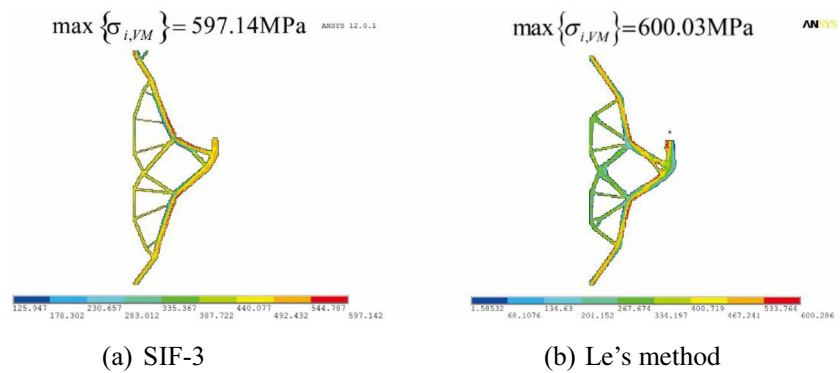 max {σi,VM} = 597.14MPa
ANSYS 12.0.1
max {σi,VM}=600.03MPa
ANSYS
125.947 230.657 335.367 440.077 544.787
178.302 283.012 387.722 492.432 597.142
1.58532 134.63 267.674 400.719 533.764
68.1076 201.152 334.197 467.241 600.286
(a) SIF-3
(b) Le's method